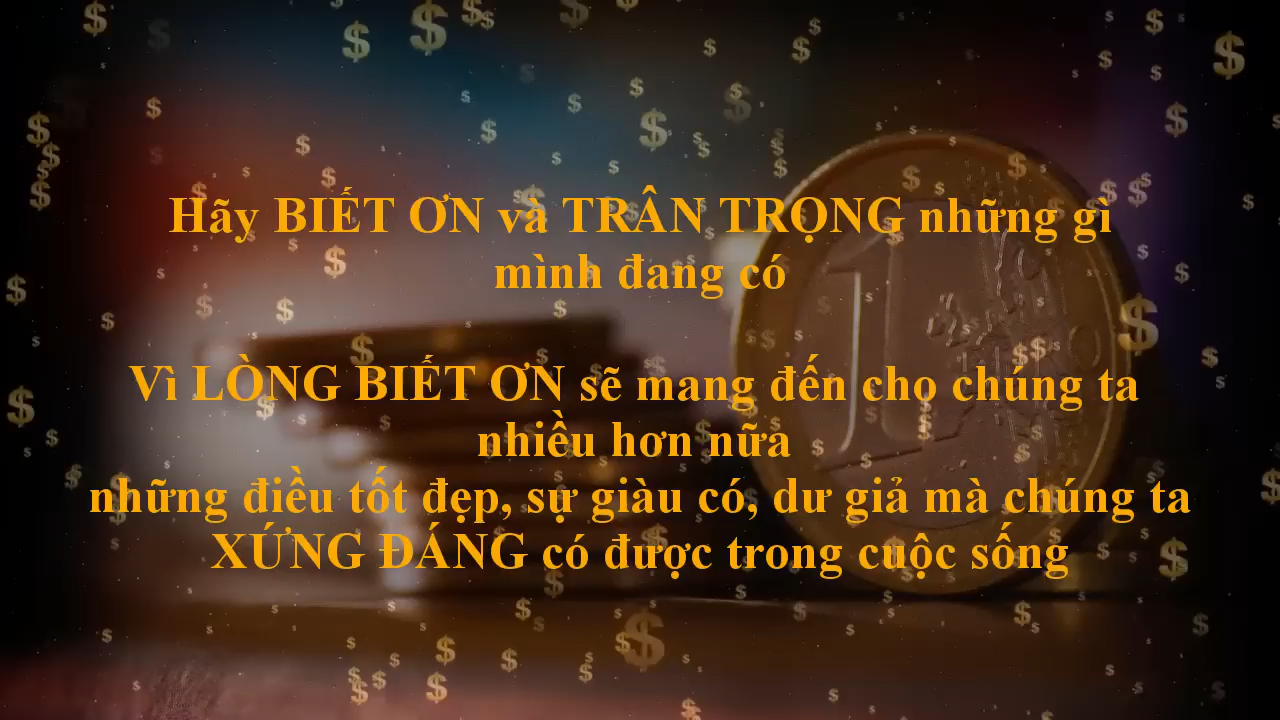 Hãy BIẾT ƠN và TRÂN TRỌNG những gì
mình đang có
Vì LÒNG BIẾT ƠN sẽ mang đến cho chúng ta
nhiều hơn nữa
những điều tốt đẹp, sự giàu có, dư giả mà chúng ta
XỨNG ĐÁNG có được trong cuộc sống